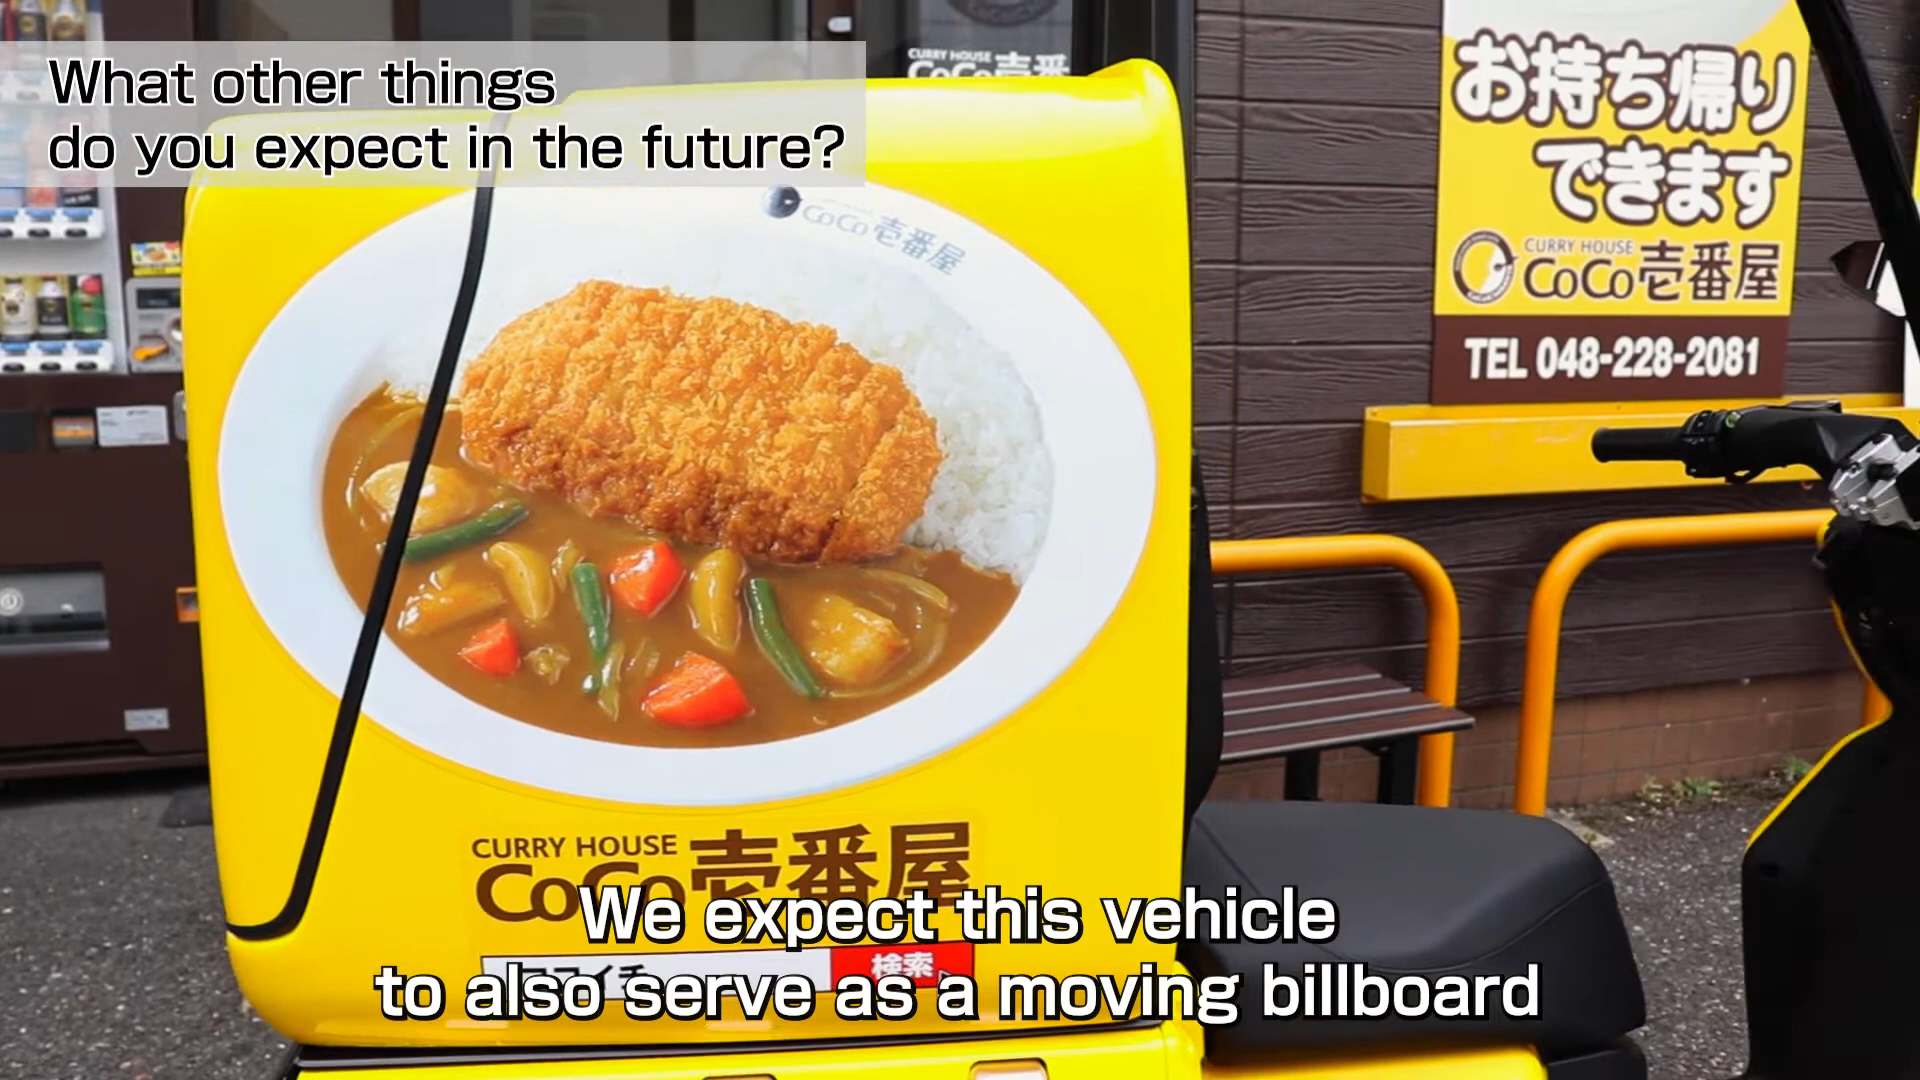 What other things
do you expect in the future?
CURRY HOUSE
CoCo壱番屋
CoCo壱番屋
お持ち帰り
できます
CURRY HOUSE
CoCo壱番屋
TEL 048-228-2081
CURRY HOUSE
CoCo壱番屋
検索
We expect this vehicle
to also serve as a moving billboard